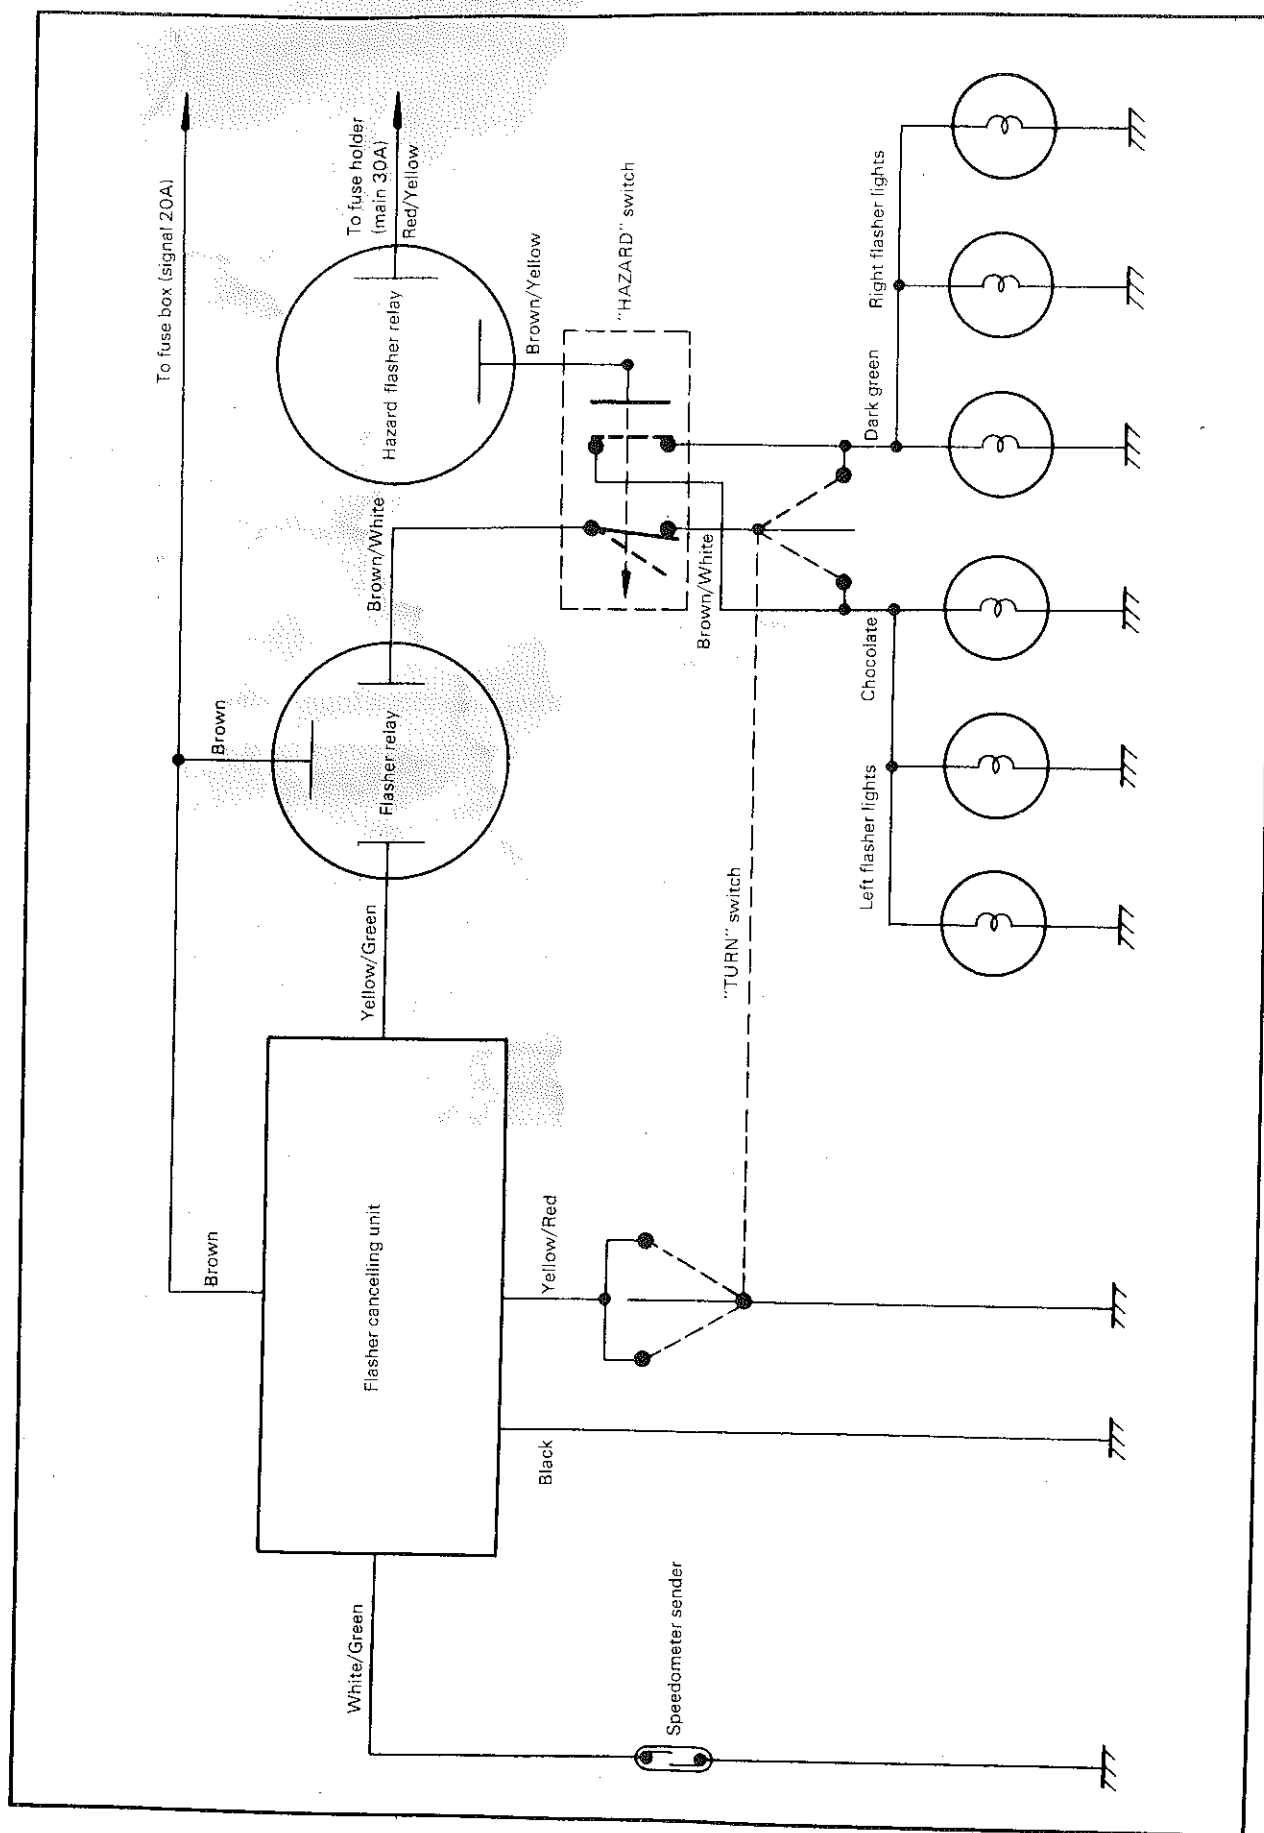 To fuse box (signal 20A)
To fuse holder
(main 30A)
Red/Yellow
Hazard flasher relay
Brown/Yellow
"HAZARD" switch
Brown
Flasher relay
Brown/White
Brown/White
Yellow/Green
Brown
Flasher cancelling unit
Yellow/Red
Black
White/Green
Speedometer sender
"TURN" switch
Left flasher lights
Chocolate
Dark green
Right flasher lights